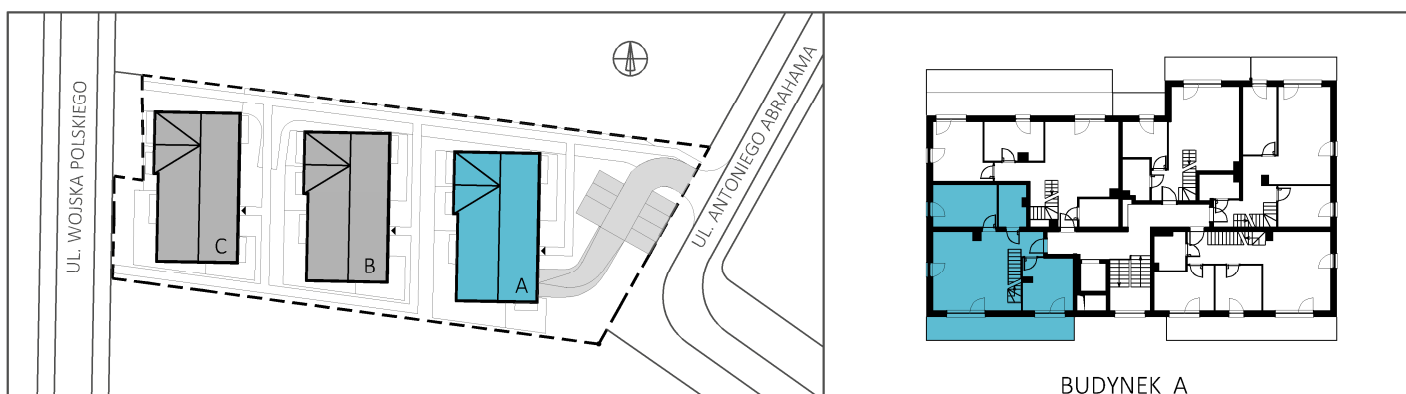 UL. WOJSKA POLSKIEGO
C
B
A
UL. ANTONIEGO ABRAHAMA
BUDYNEK A